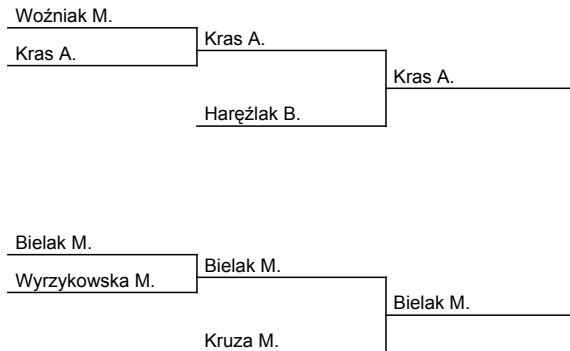 Woźniak M.
Kras A.
Kras A.
Kras A.
Haręźlak B.
Bielak M.
Bielak M.
Wyrzykowska M.
Bielak M.
Kruza M.